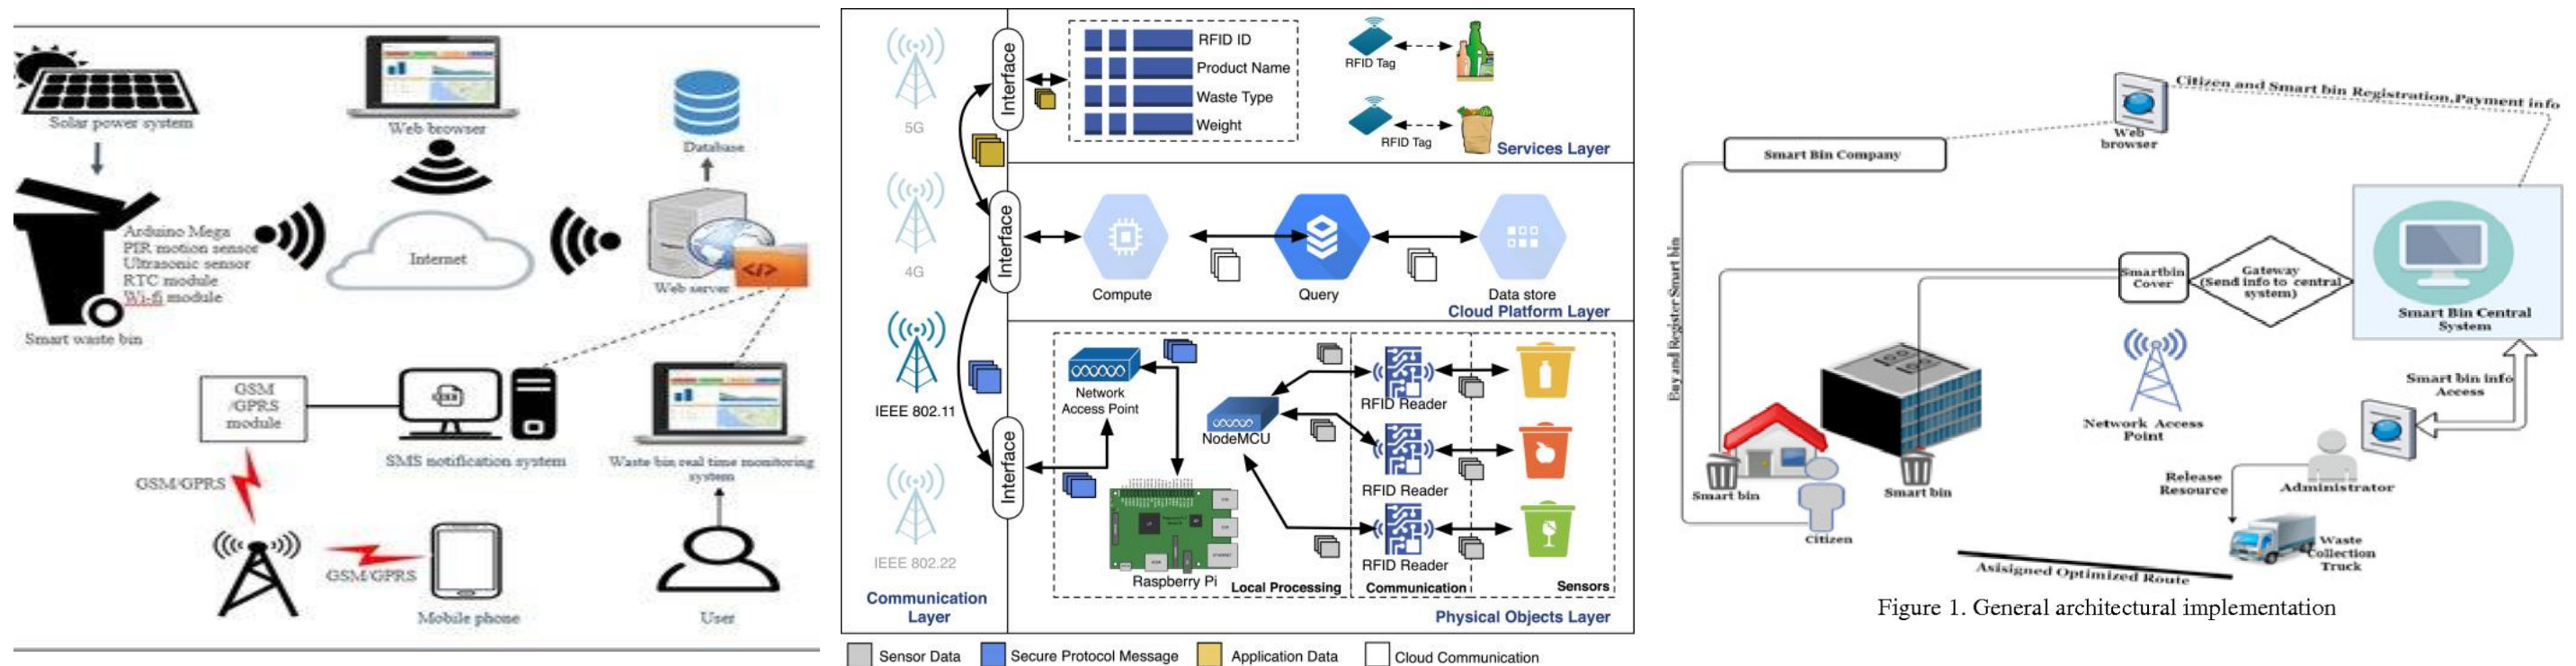 Solar power system
Web browser
Database
Arduino Mega
PIR motion sensor
Ultrasonic sensor
RTC module
Wi-fi module
Internet
Web server
Smart waste bin
GSM
/GPRS
module
SMS notification system
Waste bin real time monitoring
system
GSM/GPRS
GSM/GPRS
Mobile phone
User
5G
4G
IEEE 802.11
IEEE 802.22
Communication
Layer
Interface
Interface
Interface
RFID ID
Product Name
Waste Type
Weight
RFID Tag
RFID Tag
Services Layer
Compute
Query
Data store
Cloud Platform Layer
Network
Access Point
NodeMCU
Raspberry Pi
RFID Reader
RFID Reader
RFID Reader
Local Processing
Communication
Sensors
Physical Objects Layer
Sensor Data
Secure Protocol Message
Application Data
Cloud Communication
Citizen and Smart bin Registration,Payment info
Web
browser
Smart Bin Company
Buy and Register Smart bin
Smartbin
Cover
Gateway
(Send info to central
system)
Smart Bin Central
System
Smart bin info
Access
Network Access
Point
Smart bin
Smart bin
Citizen
Release
Resource
Administrator
Waste
Collection
Truck
Asisigned Optimized Route
Figure 1. General architectural implementation